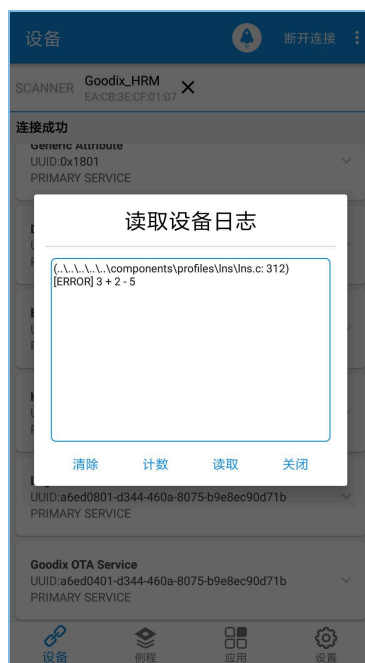 设备
断开连接
SCANNER
Goodix_HRM
EA:CB:3E:CF:01:07
连接成功
Generic Attribute
UUID:0x1801
PRIMARY SERVICE
读取设备日志
(..\..\..\..\..\components\profiles\lns\lns.c: 312)
[ERROR] 3 + 2 - 5
清除
计数
读取
关闭
UUID:a6ed0801-d344-460a-8075-b9e8ec90d71b
PRIMARY SERVICE
Goodix OTA Service
UUID:a6ed0401-d344-460a-8075-b9e8ec90d71b
PRIMARY SERVICE
设备
例程
应用
设置